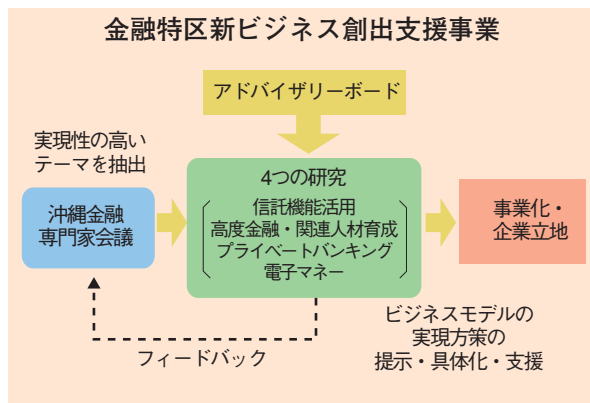 金融特区新ビジネス創出支援事業
アドバイザリーボード
実現性の高い
テーマを抽出
沖縄金融
専門家会議
4つの研究
信託機能活用
高度金融・関連人材育成
プライベートバンキング
電子マネー
事業化・
企業立地
ビジネスモデルの
実現方策の
提示・具体化・支援
フィードバック